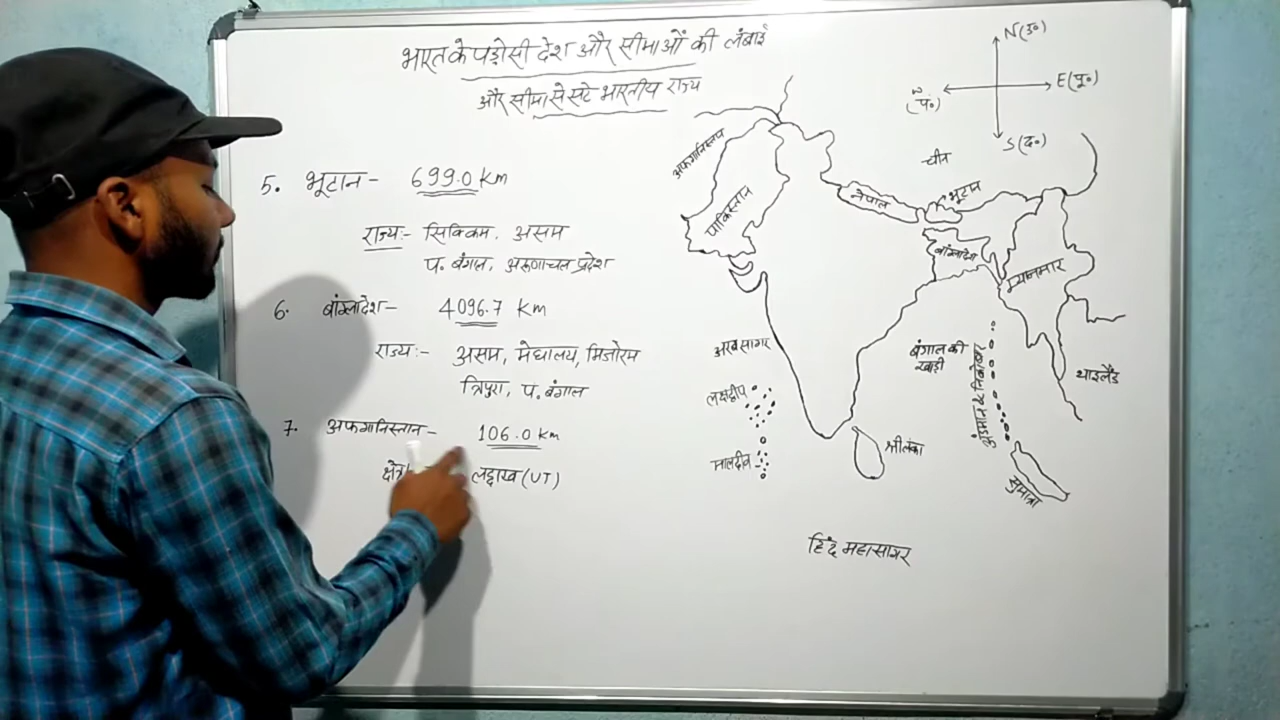 भारत के पड़ोसी देश और सीमाओं की लंबाई
और सीमा से सटे भारतीय राज्य
5. भूटान - 699.0 Km
राज्य:- सिक्किम, असम
प. बंगाल, अरुणाचल प्रदेश
6. बांग्लादेश - 4096.7 Km
राज्य:- असम, मेघालय, मिजोरम
त्रिपुरा, प. बंगाल
7. अफगानिस्तान - 106.0 Km
लद्दाख (UT)
N (उ०)
W (प०)
E (पू०)
S (द०)
चीन
अफगानिस्तान
पाकिस्तान
नेपाल
भूटान
बांग्लादेश
म्यानमार
अरब सागर
बंगाल की
खाड़ी
लक्षद्वीप
मालदीव
श्रीलंका
अंडमान & निकोबार
थाइलैंड
सुमात्रा
हिंद महासागर